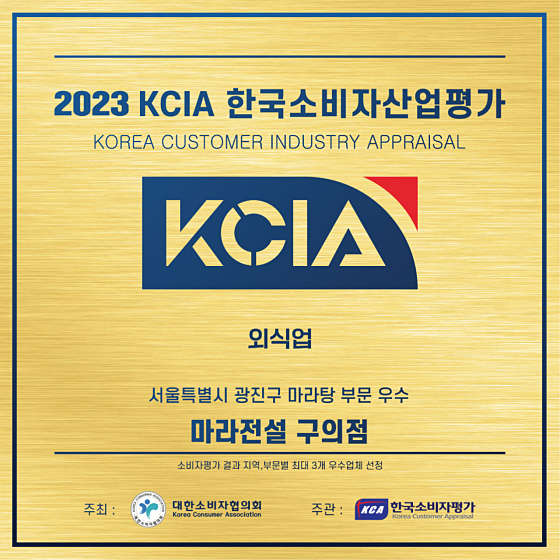 2023 KCIA 한국소비자산업평가
KOREA CUSTOMER INDUSTRY APPRAISAL
KCIA
외식업
서울특별시 광진구 마라탕 부문 우수
마라전설 구의점
소비자평가 결과 지역,부문별 최대 3개 우수업체 선정
주최 : 대한소비자협의회
Korea Consumer Association
주관 : KCA 한국소비자평가
Korea Customer Appraisal